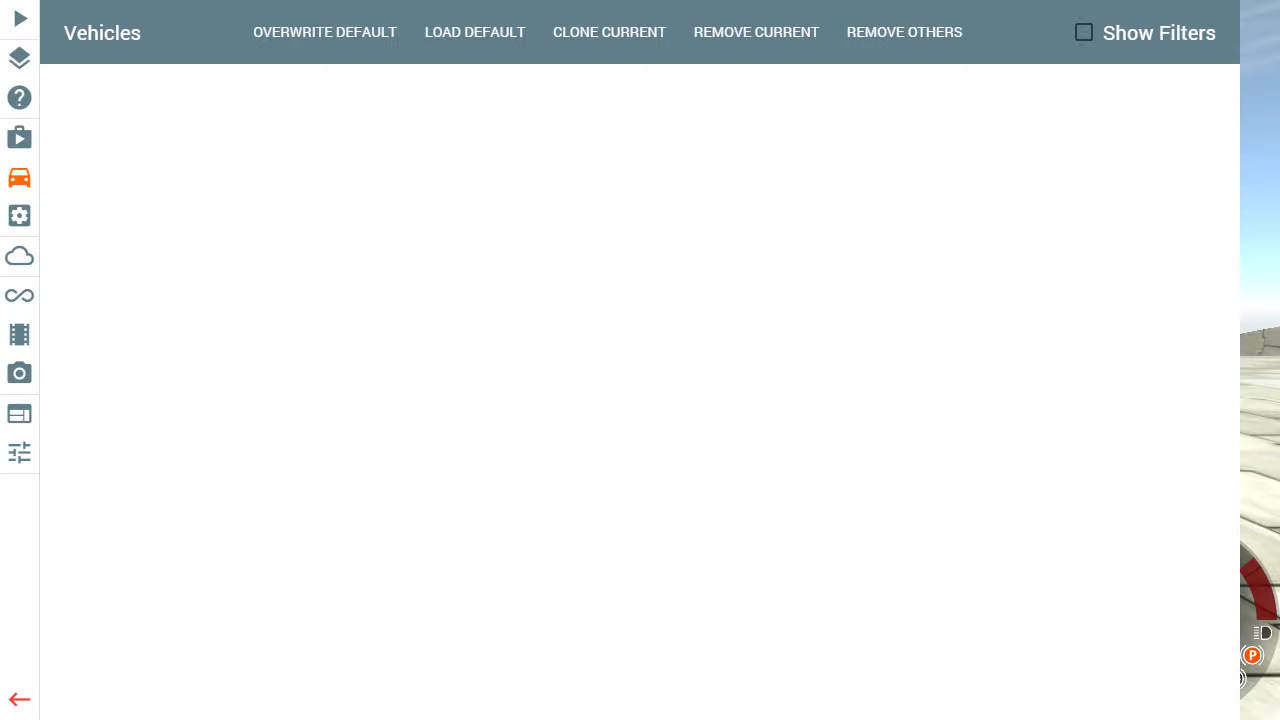 Vehicles
OVERWRITE DEFAULT
LOAD DEFAULT
CLONE CURRENT
REMOVE CURRENT
REMOVE OTHERS
Show Filters
P